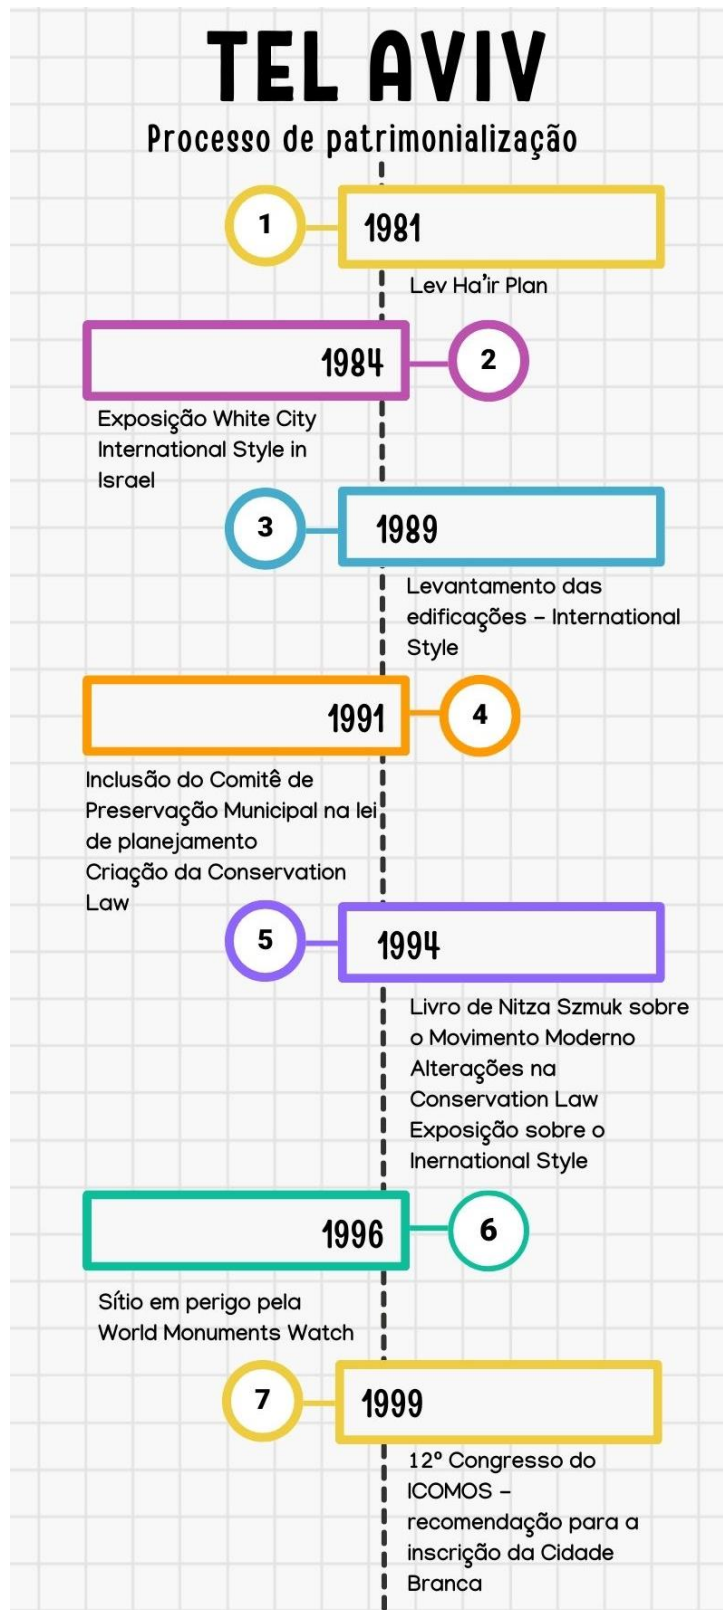 TEL AVIV
Processo de patrimonialização
1
1981
Lev Ha'ir Plan
1984
2
Exposição White City
International Style in
Israel
3
1989
Levantamento das
edificações – International
Style
1991
4
Inclusão do Comitê de
Preservação Municipal na lei
de planejamento
Criação da Conservation
Law
5
1994
Livro de Nitza Szmuk sobre
o Movimento Moderno
Alterações na
Conservation Law
Exposição sobre o
Inernational Style
1996
6
Sítio em perigo pela
World Monuments Watch
7
1999
12º Congresso do
ICOMOS –
recomendação para a
inscrição da Cidade
Branca